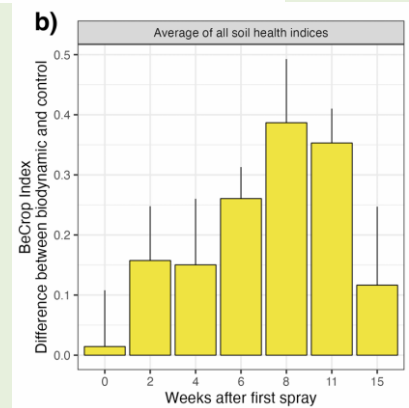 b)
Average of all soil health indices
BeCrop Index
Difference between biodynamic and control
0.5
0.4
0.3
0.2
0.1
0.0
0 2 4 6 8 11 15
Weeks after first spray